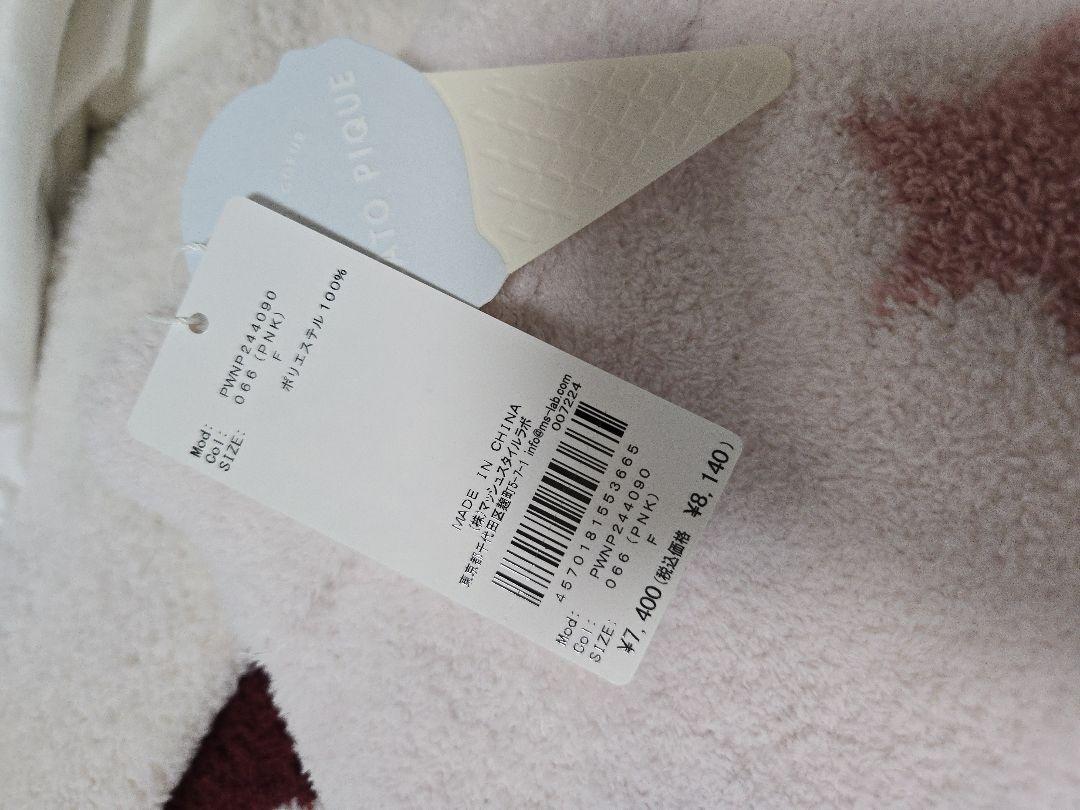 GELATO PIQUE
Mod: PWNP244090
Col: 066 (PNK)
SIZE: F
ポリエステル100%
MADE IN CHINA
(株)マッシュスタイルラボ
東京都千代田区麹町5-7-1 info@ms-lab.com
007224
4570181553665
Mod: PWNP244090
Col: 066 (PNK)
SIZE: F
¥7,400(税込価格 ¥8,140)